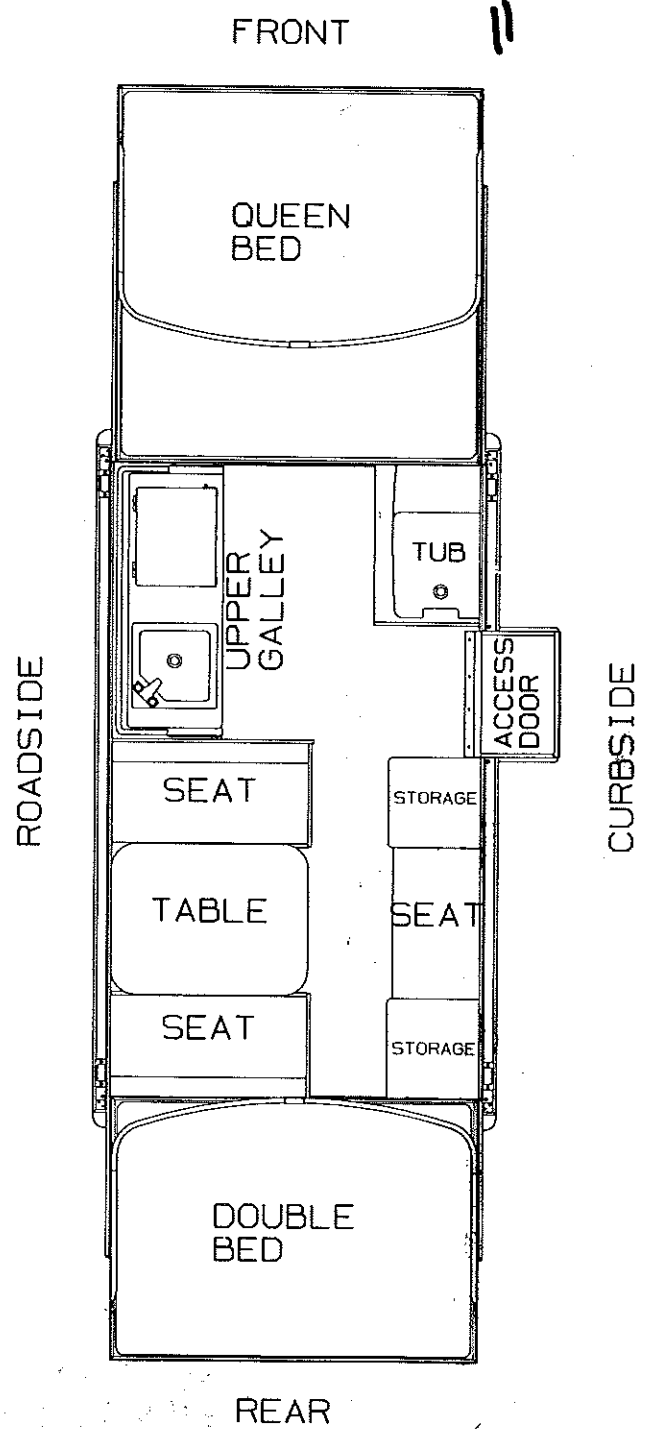 FRONT
11
QUEEN
BED
UPPER
GALLEY
TUB
ACCESS
DOOR
ROADSIDE
CURBSIDE
SEAT
STORAGE
TABLE
SEAT
SEAT
STORAGE
DOUBLE
BED
REAR